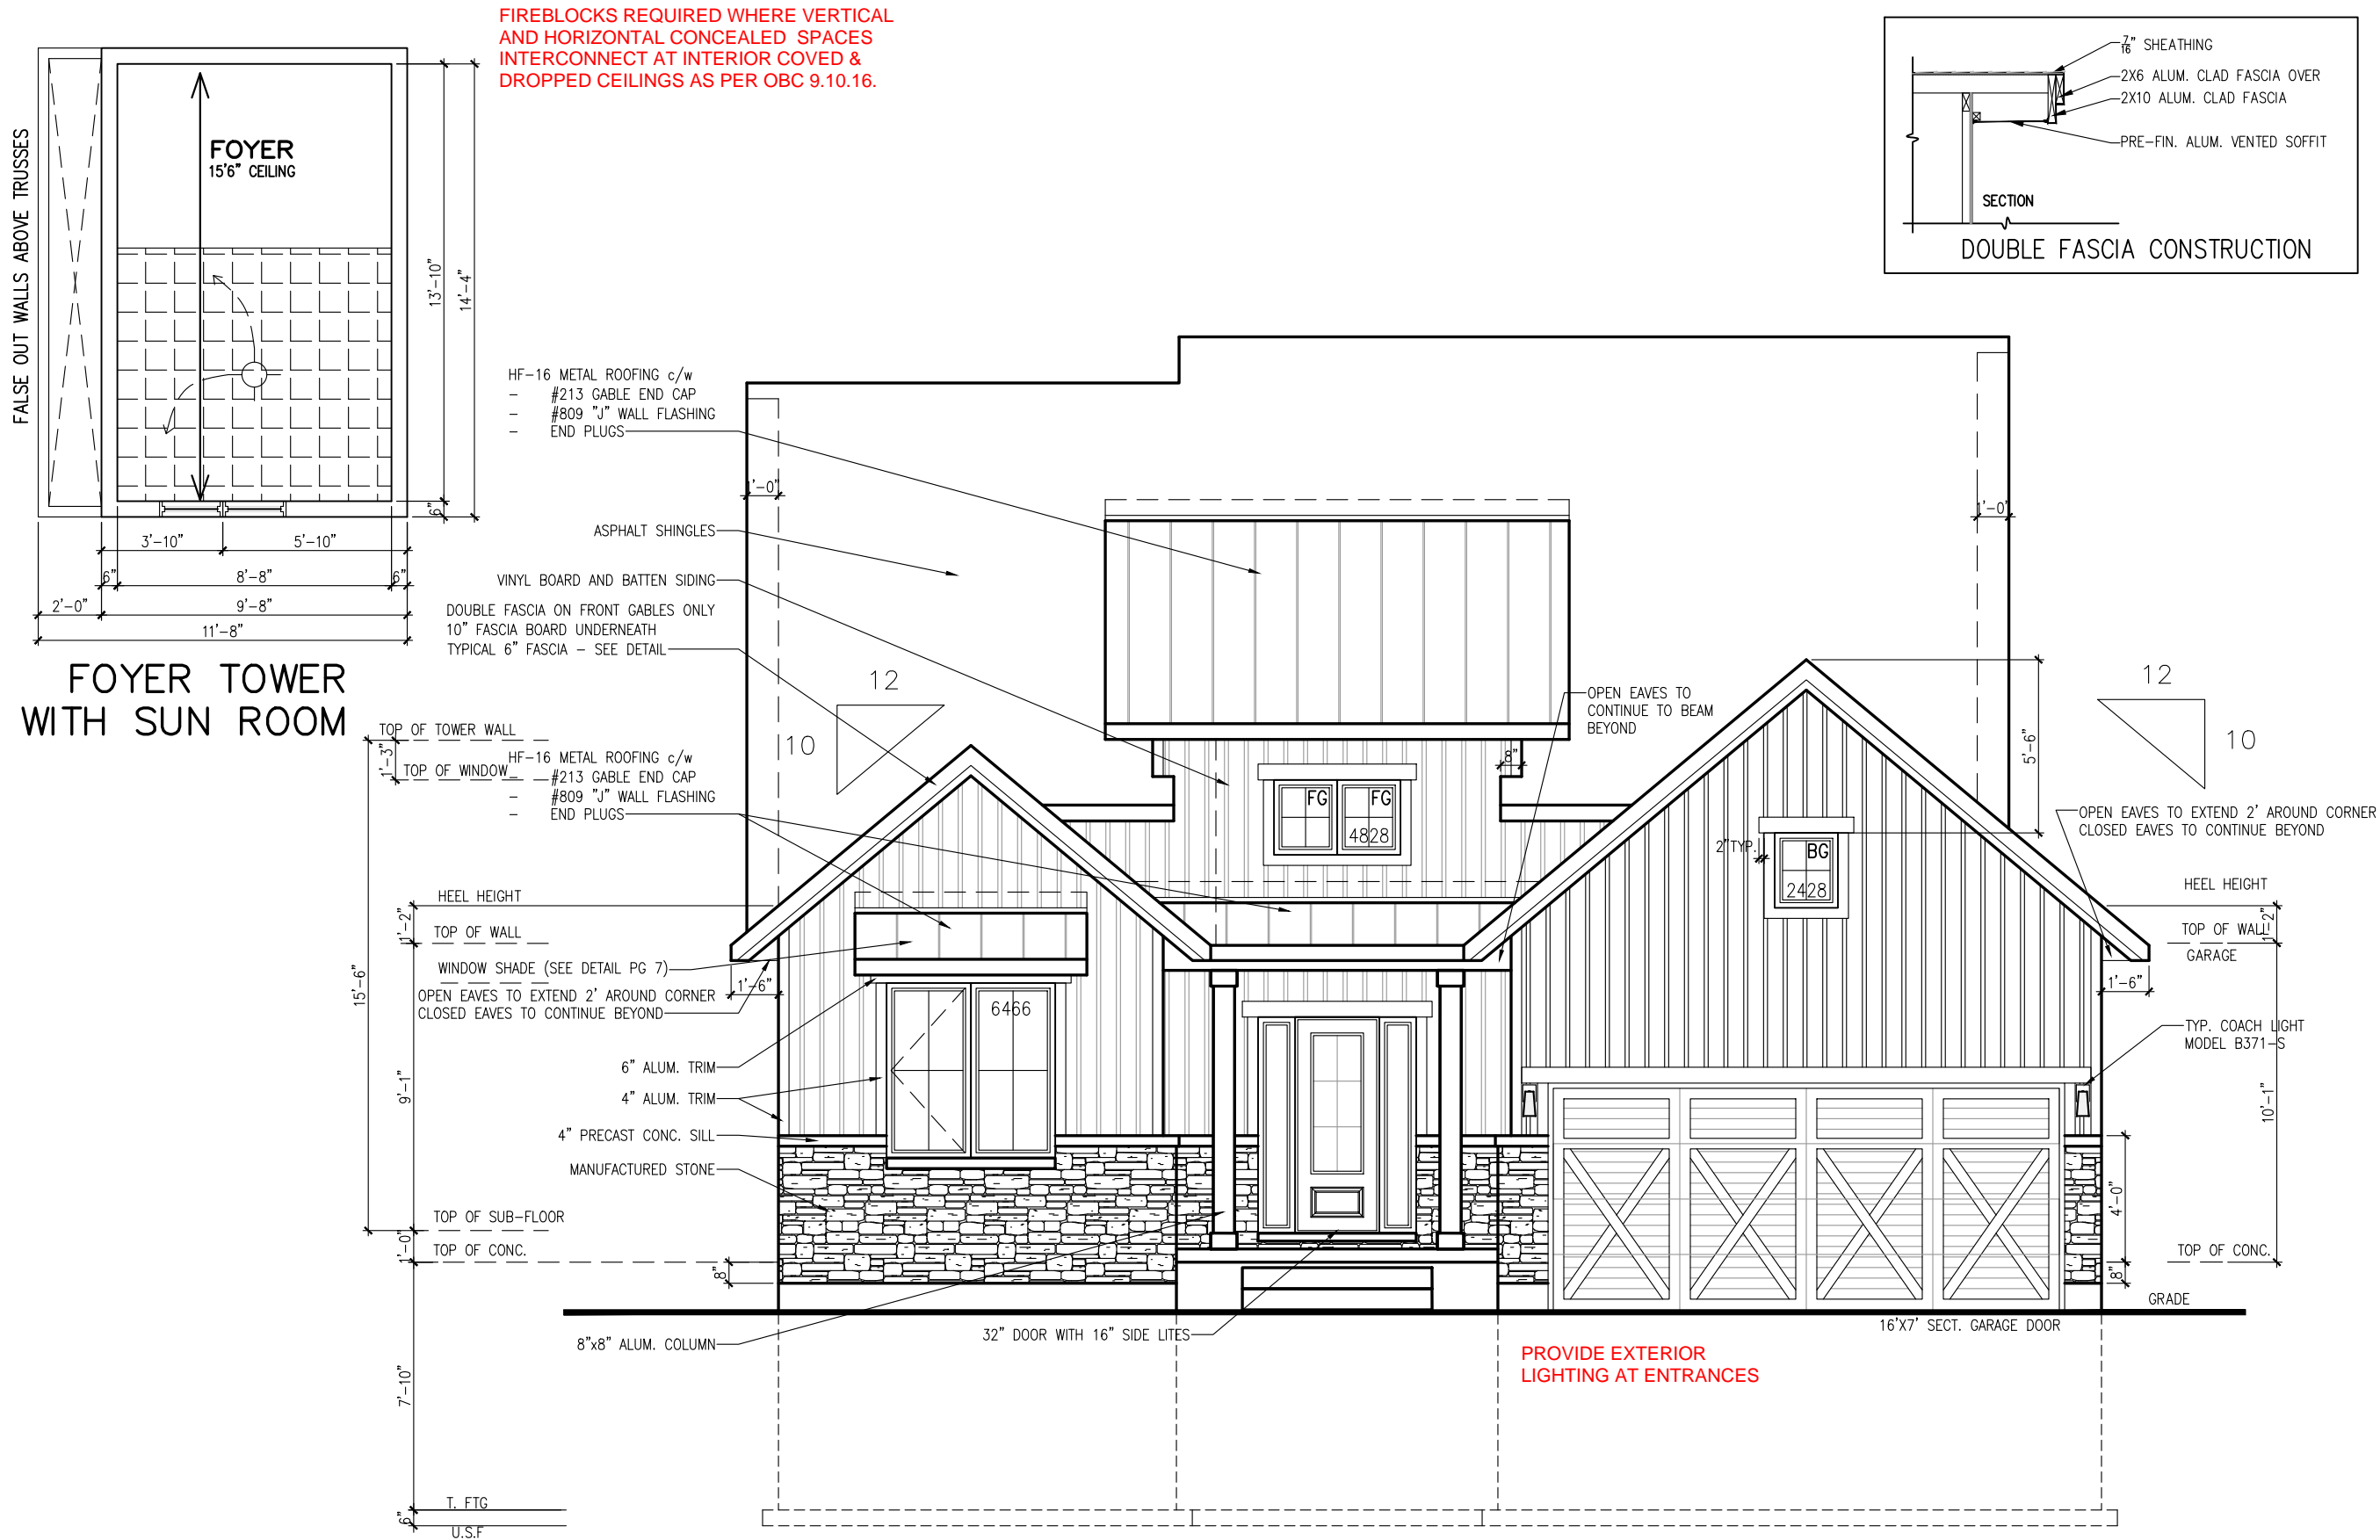 FIREBLOCKS REQUIRED WHERE VERTICAL
AND HORIZONTAL CONCEALED SPACES
INTERCONNECT AT INTERIOR COVED &
DROPPED CEILINGS AS PER OBC 9.10.16.
7/16" SHEATHING
2X6 ALUM. CLAD FASCIA OVER
2X10 ALUM. CLAD FASCIA
PRE-FIN. ALUM. VENTED SOFFIT
SECTION
DOUBLE FASCIA CONSTRUCTION
FALSE OUT WALLS ABOVE TRUSSES
FOYER
15'6" CEILING
13'-10"
14'-4"
6"
3'-10"
5'-10"
6"
8'-8"
6"
2'-0"
9'-8"
11'-8"
FOYER TOWER
WITH SUN ROOM
HF-16 METAL ROOFING c/w
- #213 GABLE END CAP
- #809 "J" WALL FLASHING
- END PLUGS
1'-0"
1'-0"
ASPHALT SHINGLES
VINYL BOARD AND BATTEN SIDING
DOUBLE FASCIA ON FRONT GABLES ONLY
10" FASCIA BOARD UNDERNEATH
TYPICAL 6" FASCIA - SEE DETAIL
12
10
OPEN EAVES TO
CONTINUE TO BEAM
BEYOND
12
10
5'-6"
TOP OF TOWER WALL
1'-3"
TOP OF WINDOW
HF-16 METAL ROOFING c/w
- #213 GABLE END CAP
- #809 "J" WALL FLASHING
- END PLUGS
8"
FG
FG
4828
2" TYP.
BG
2428
OPEN EAVES TO EXTEND 2' AROUND CORNER
CLOSED EAVES TO CONTINUE BEYOND
HEEL HEIGHT
1'-2"
TOP OF WALL
HEEL HEIGHT
1'-2"
TOP OF WALL
GARAGE
WINDOW SHADE (SEE DETAIL PG 7)
1'-6"
1'-6"
15'-6"
OPEN EAVES TO EXTEND 2' AROUND CORNER
CLOSED EAVES TO CONTINUE BEYOND
6466
TYP. COACH LIGHT
MODEL B371-S
6" ALUM. TRIM
4" ALUM. TRIM
9'-1"
10'-1"
4" PRECAST CONC. SILL
MANUFACTURED STONE
4'-0"
TOP OF SUB-FLOOR
1'-0"
TOP OF CONC.
8"
TOP OF CONC.
8"
GRADE
8"x8" ALUM. COLUMN
32" DOOR WITH 16" SIDE LITES
16'X7' SECT. GARAGE DOOR
PROVIDE EXTERIOR
LIGHTING AT ENTRANCES
7'-10"
T. FTG
6"
U.S.F